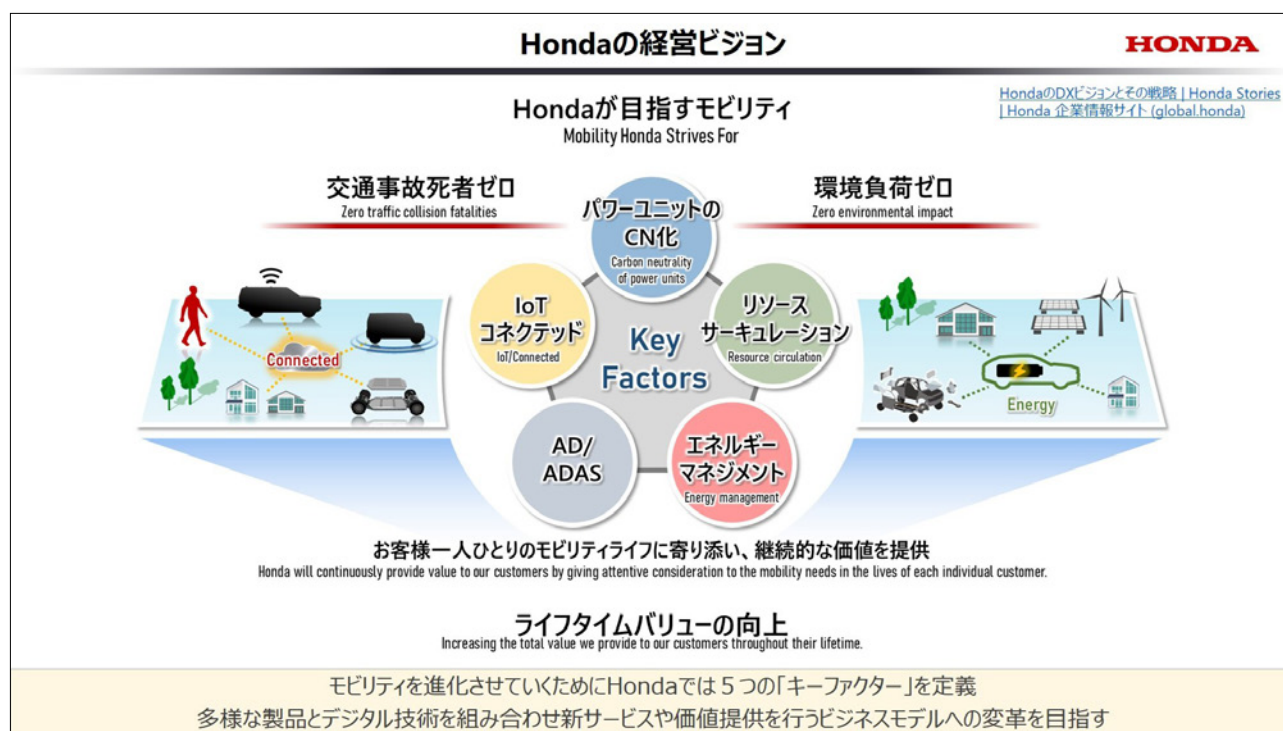 Hondaの経営ビジョン
HONDA
HondaのDXビジョンとその戦略 | Honda Stories
| Honda 企業情報サイト (global.honda)
Hondaが目指すモビリティ
Mobility Honda Strives For
交通事故死者ゼロ
Zero traffic collision fatalities
環境負荷ゼロ
Zero environmental impact
パワーユニットの
CN化
Carbon neutrality
of power units
IoT
コネクテッド
IoT/Connected
リソース
サーキュレーション
Resource circulation
Key
Factors
Connected
Energy
AD/
ADAS
エネルギー
マネジメント
Energy management
お客様一人ひとりのモビリティライフに寄り添い、継続的な価値を提供
Honda will continuously provide value to our customers by giving attentive consideration to the mobility needs in the lives of each individual customer.
ライフタイムバリューの向上
Increasing the total value we provide to our customers throughout their lifetime.
モビリティを進化させていくためにHondaでは５つの「キーファクター」を定義
多様な製品とデジタル技術を組み合わせ新サービスや価値提供を行うビジネスモデルへの変革を目指す